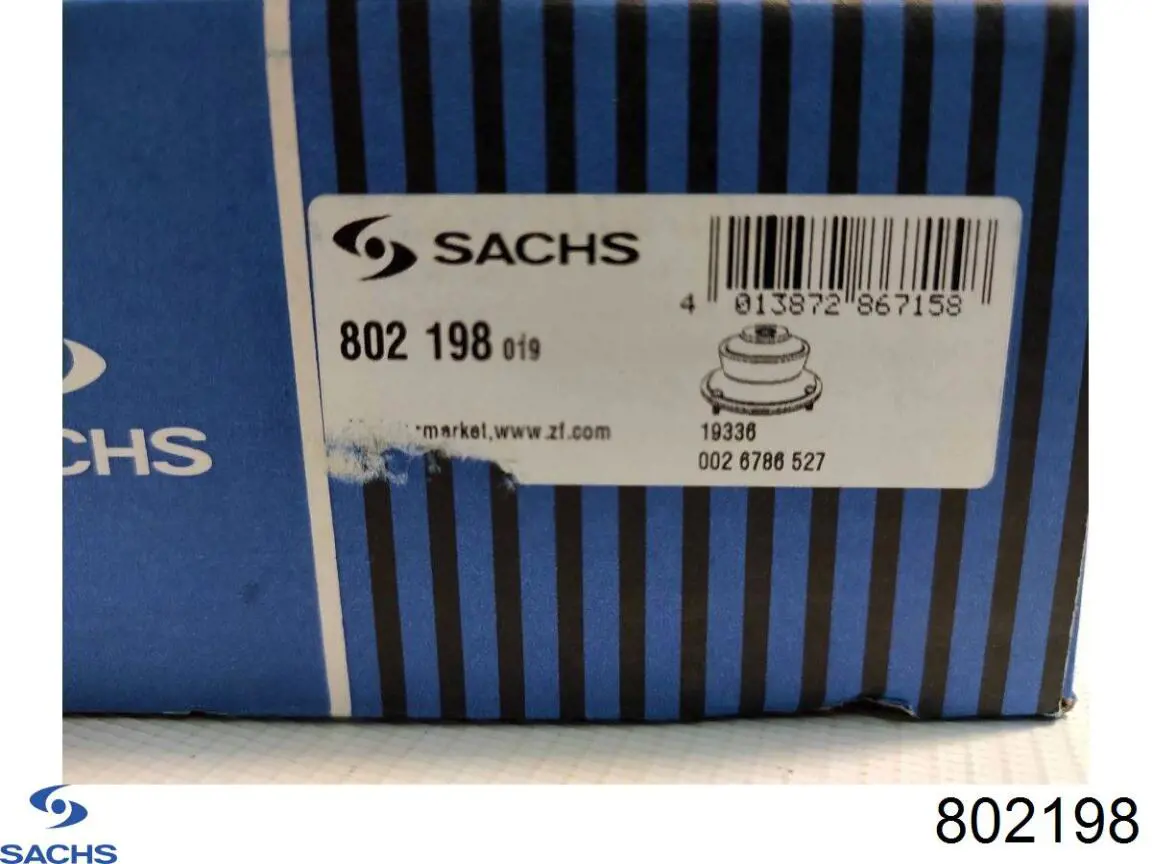 SACHS
4 013872 867158
802 198 019
market,www.zf.com
19336
002 6786 527
CHS
SACHS
802198